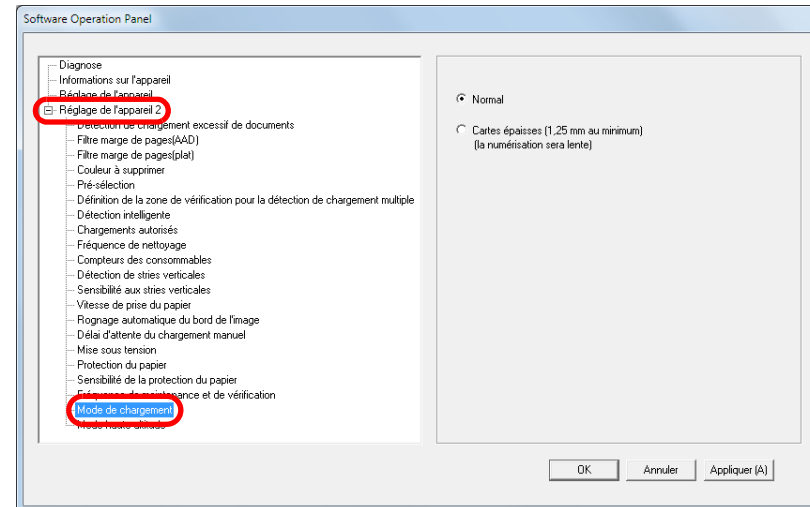 Software Operation Panel
Diagnose
Informations sur l'appareil
Réglage de l'appareil
Réglage de l'appareil 2
Détection de chargement excessif de documents
Filtre marge de pages(AAD)
Filtre marge de pages(plat)
Couleur à supprimer
Pré-sélection
Définition de la zone de vérification pour la détection de chargement multiple
Détection intelligente
Chargements autorisés
Fréquence de nettoyage
Compteurs des consommables
Détection de stries verticales
Sensibilité aux stries verticales
Vitesse de prise du papier
Rognage automatique du bord de l'image
Délai d'attente du chargement manuel
Mise sous tension
Protection du papier
Sensibilité de la protection du papier
Fréquence de maintenance et de vérification
Mode de chargement
Mode haute altitude
Normal
Cartes épaisses (1,25 mm au minimum)
(la numérisation sera lente)
OK
Annuler
Appliquer (A)